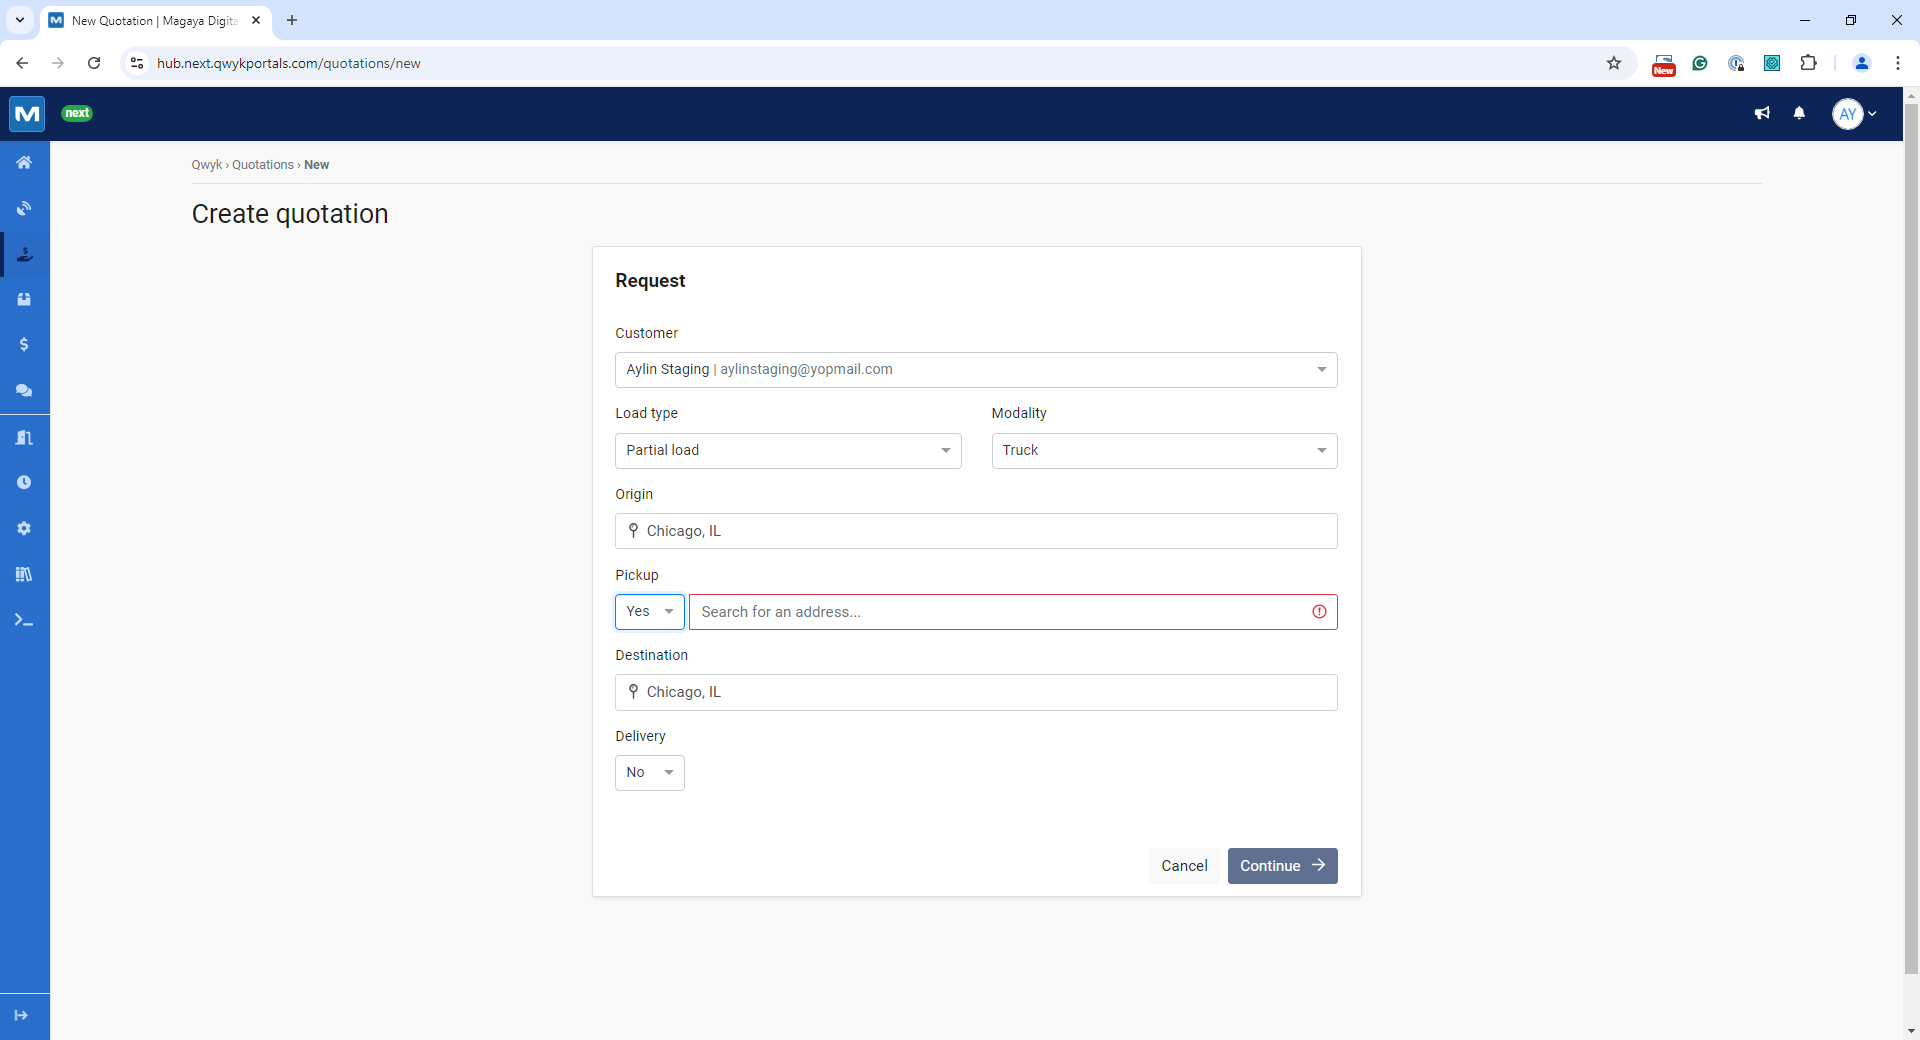 New Quotation | Magaya Digita
hub.next.qwykportals.com/quotations/new
New
M
next
AY
Qwyk › Quotations › New
Create quotation
Request
Customer
Aylin Staging | aylinstaging@yopmail.com
Load type
Modality
Partial load
Truck
Origin
Chicago, IL
Pickup
Yes
Search for an address...
Destination
Chicago, IL
Delivery
No
Cancel
Continue